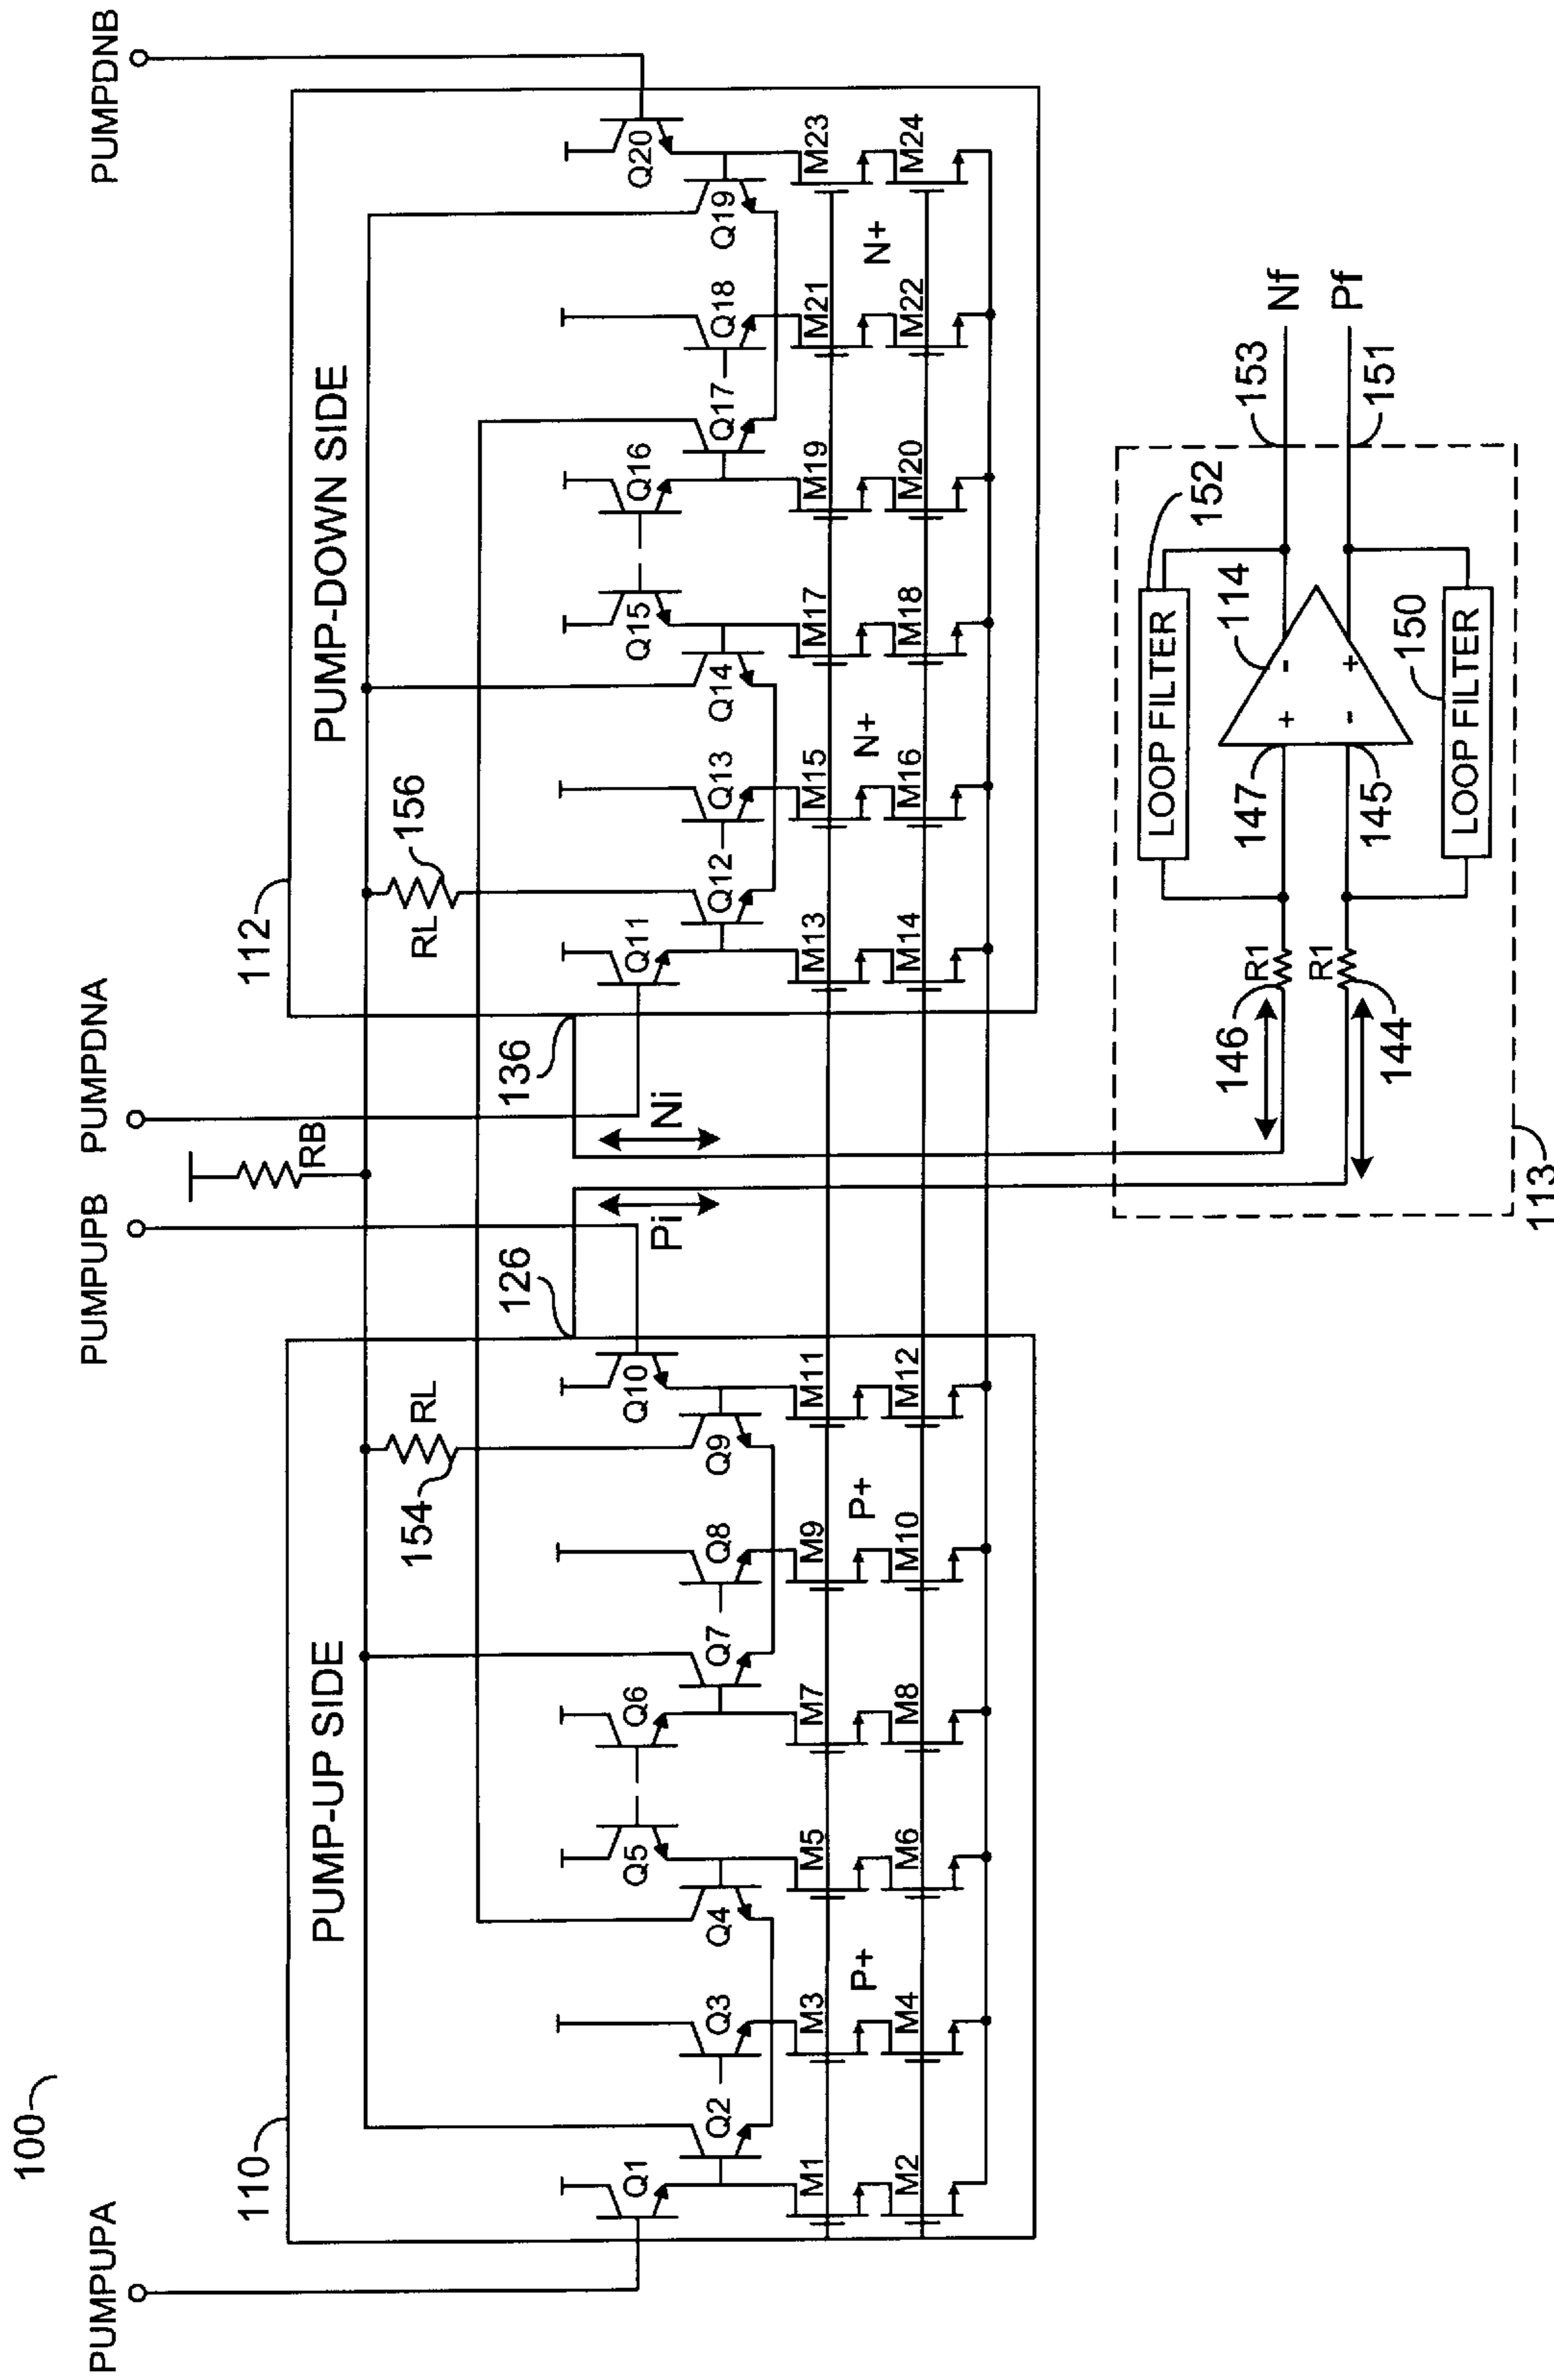 100
PUMPUPA
PUMPUPB
PUMPDNA
PUMPDNB
110
112
RB
PUMP-UP SIDE
PUMP-DOWN SIDE
154
RL
RL
156
126
136
Pi
Ni
Q1
Q2
Q3
Q4
Q5
Q6
Q7
Q8
Q9
Q10
Q11
Q12
Q13
Q14
Q15
Q16
Q17
Q18
Q19
Q20
M1
M3
M5
M7
M9
M11
M13
M15
M17
M19
M21
M23
P+
P+
N+
N+
M2
M4
M6
M8
M10
M12
M14
M16
M18
M20
M22
M24
113
146
R1
147
LOOP FILTER
152
114
153
Nf
+
-
-
+
144
R1
145
LOOP FILTER
150
151
Pf